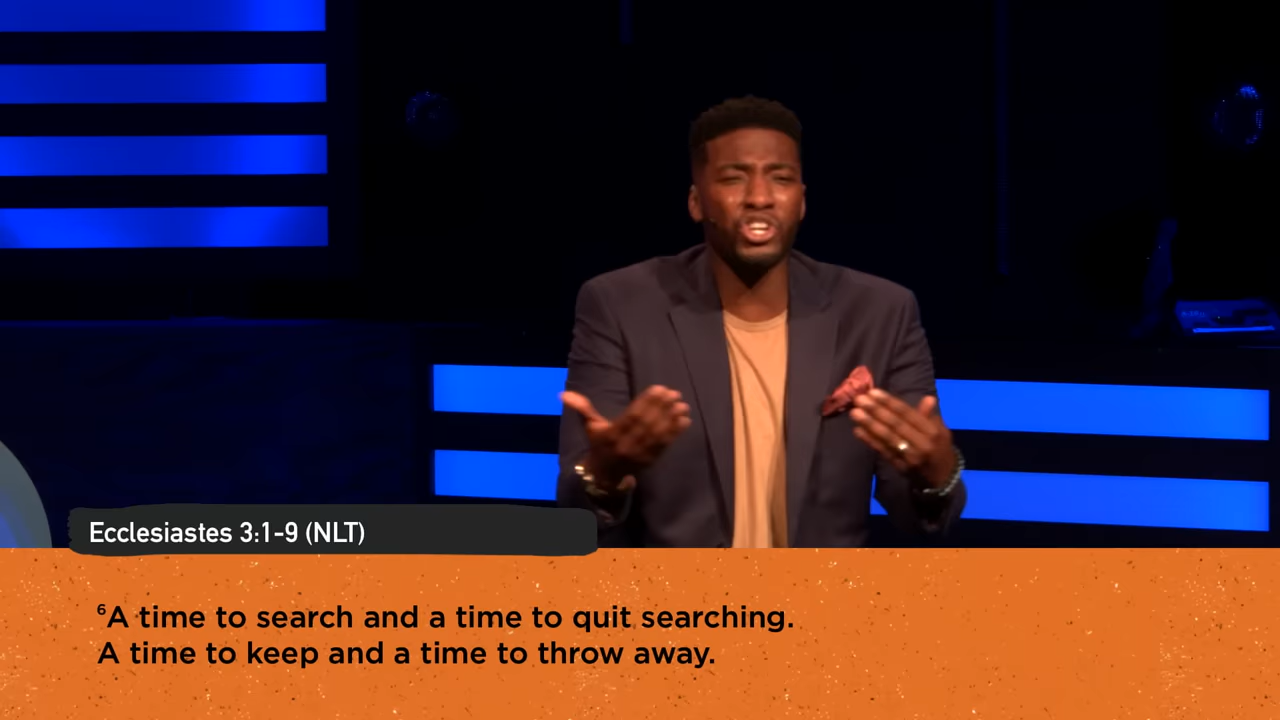 Ecclesiastes 3:1-9 (NLT)
⁶A time to search and a time to quit searching.
A time to keep and a time to throw away.